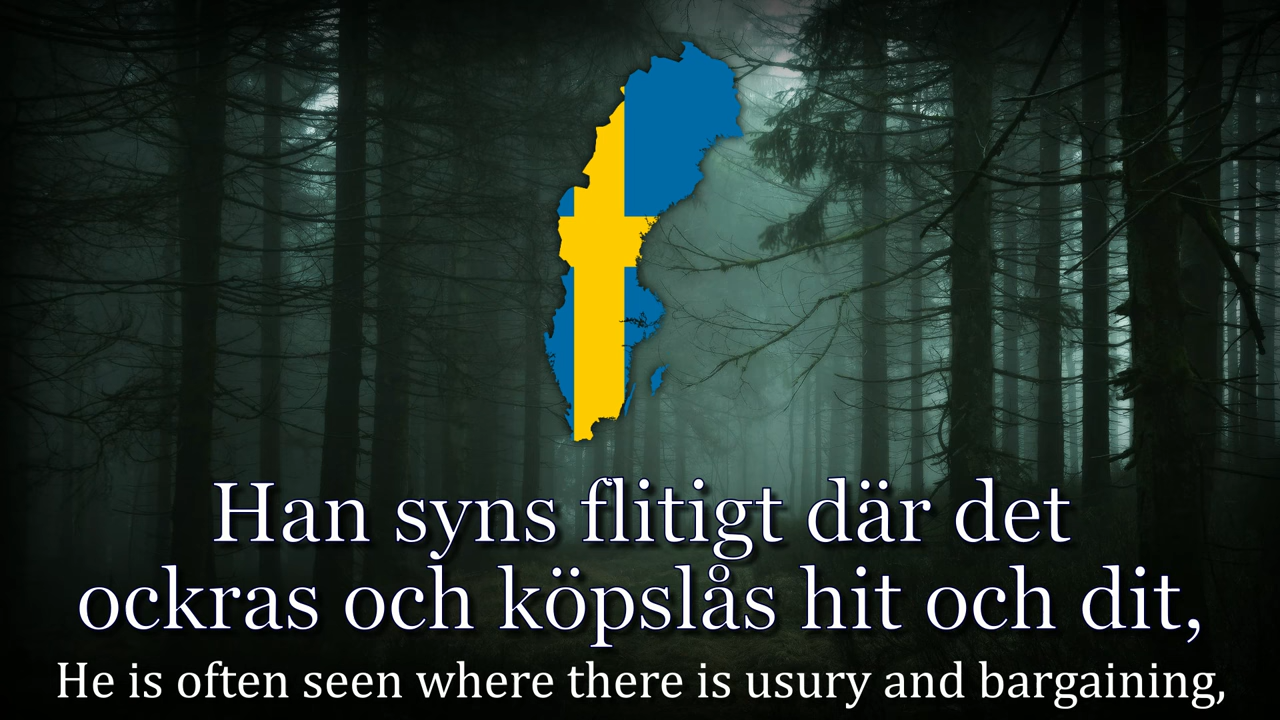 Han syns flitigt där det
ockras och köpslås hit och dit,
He is often seen where there is usury and bargaining,